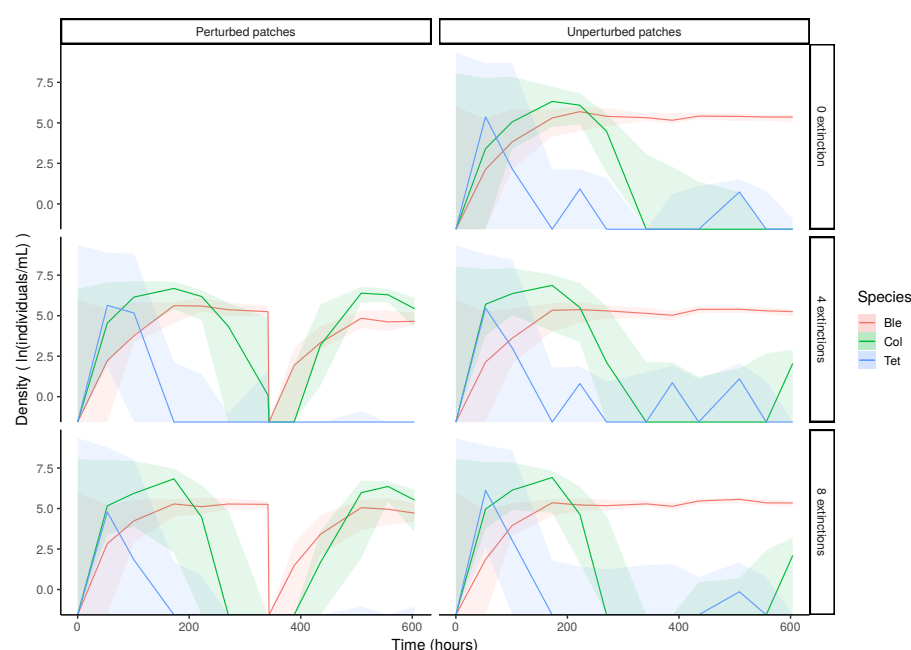 Perturbed patches
Unperturbed patches
7.5
5.0
2.5
0.0
0 extinction
7.5
5.0
2.5
0.0
4 extinctions
7.5
5.0
2.5
0.0
8 extinctions
Density ( ln(individuals/mL) )
0
200
400
600
0
200
400
600
Time (hours)
Species
Ble
Col
Tet